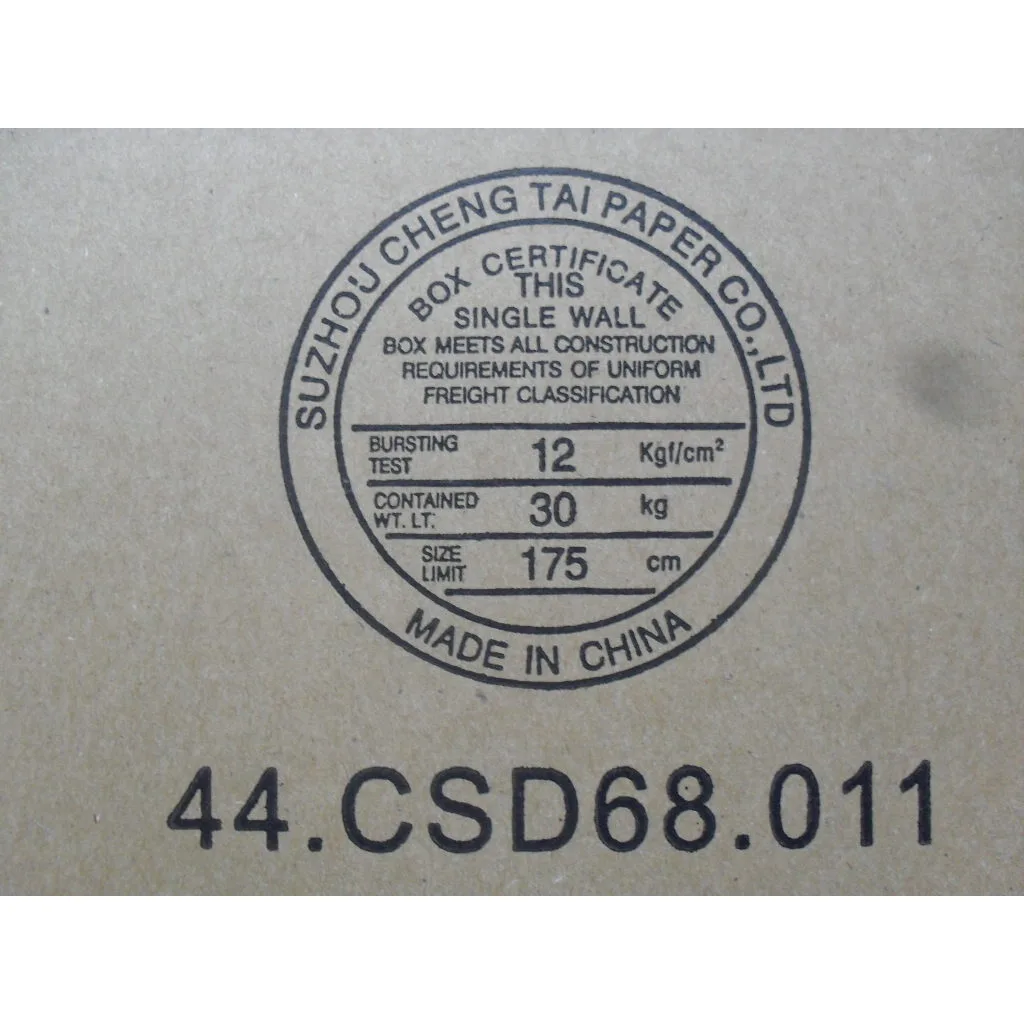 SUZHOU CHENG TAI PAPER CO.,LTD
BOX CERTIFICATE
THIS
SINGLE WALL
BOX MEETS ALL CONSTRUCTION
REQUIREMENTS OF UNIFORM
FREIGHT CLASSIFICATION
BURSTING TEST 12 Kgf/cm²
CONTAINED WT. LT. 30 kg
SIZE LIMIT 175 cm
MADE IN CHINA
44.CSD68.011